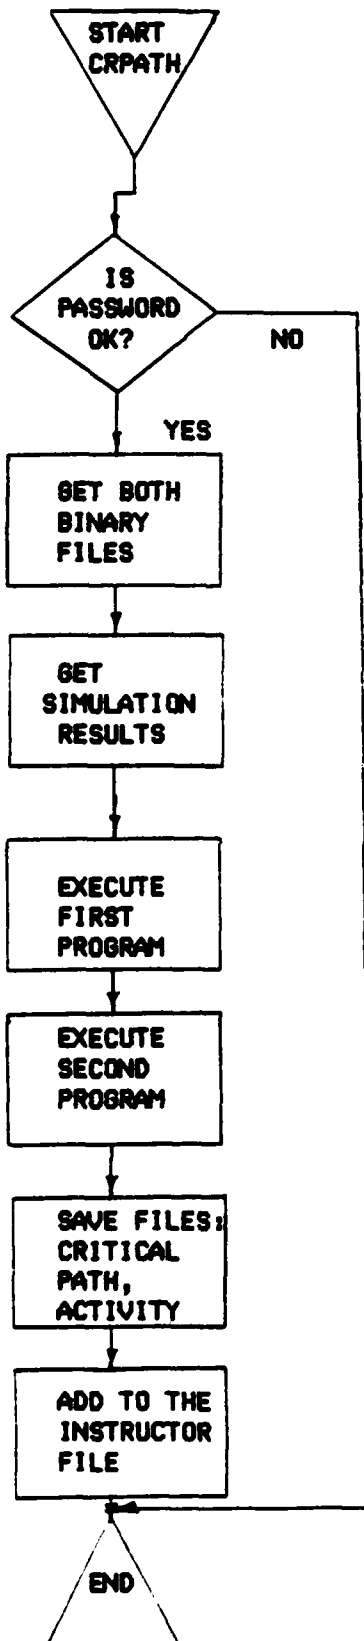 START
CRPATH
IS
PASSWORD
OK?
NO
YES
GET BOTH
BINARY
FILES
GET
SIMULATION
RESULTS
EXECUTE
FIRST
PROGRAM
EXECUTE
SECOND
PROGRAM
SAVE FILES:
CRITICAL
PATH,
ACTIVITY
ADD TO THE
INSTRUCTOR
FILE
END